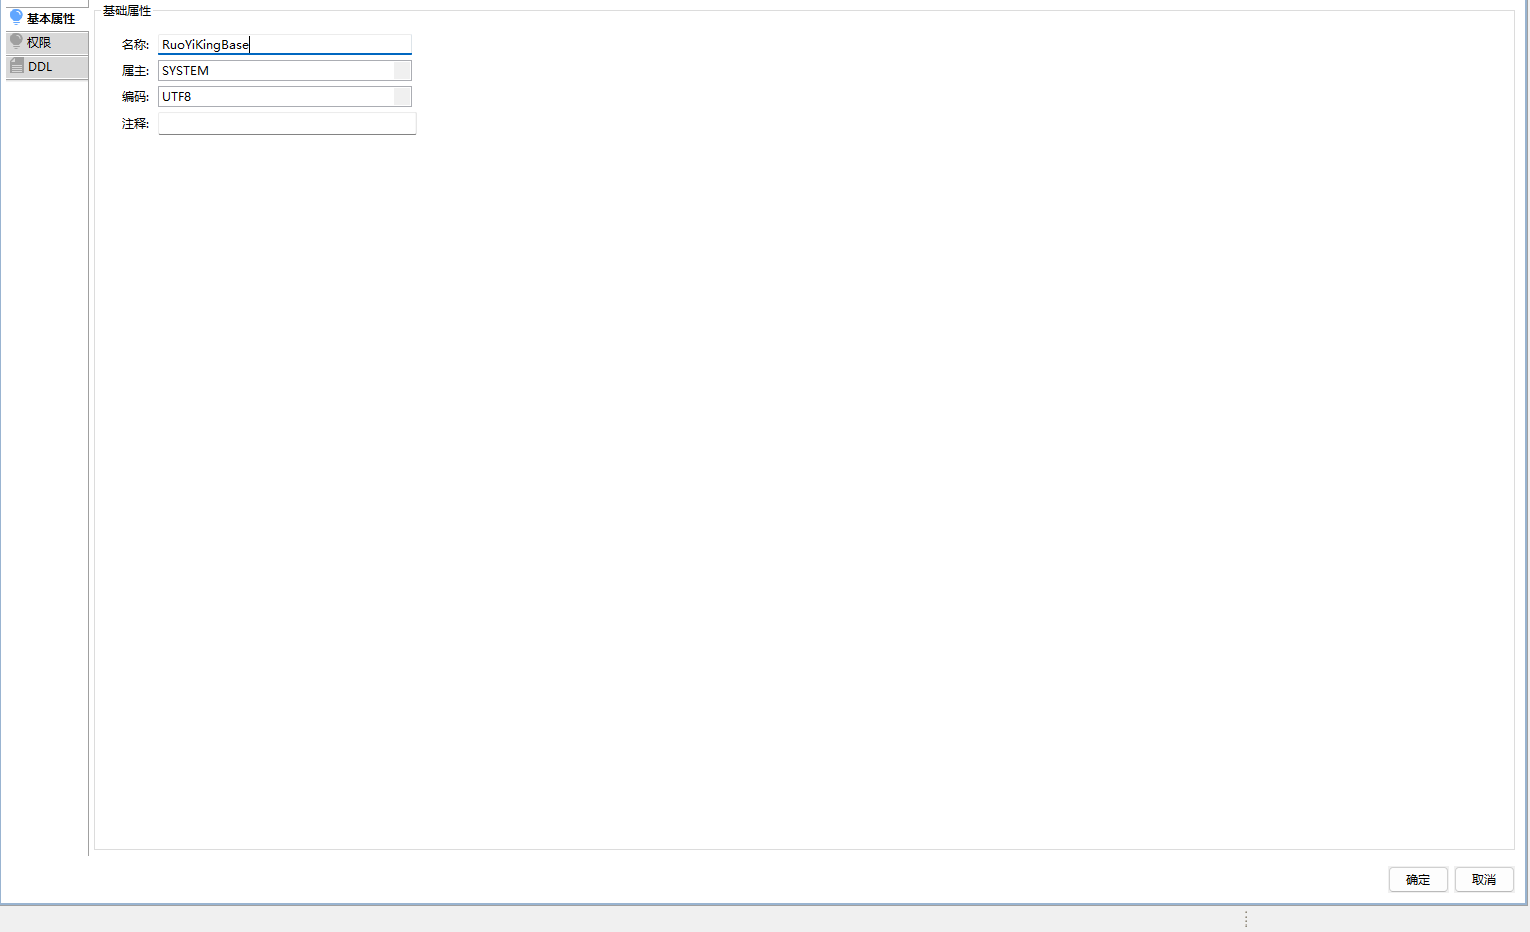 基本属性
权限
DDL
基础属性
名称: RuoYiKingBase
属主: SYSTEM
编码: UTF8
注释:
确定 取消